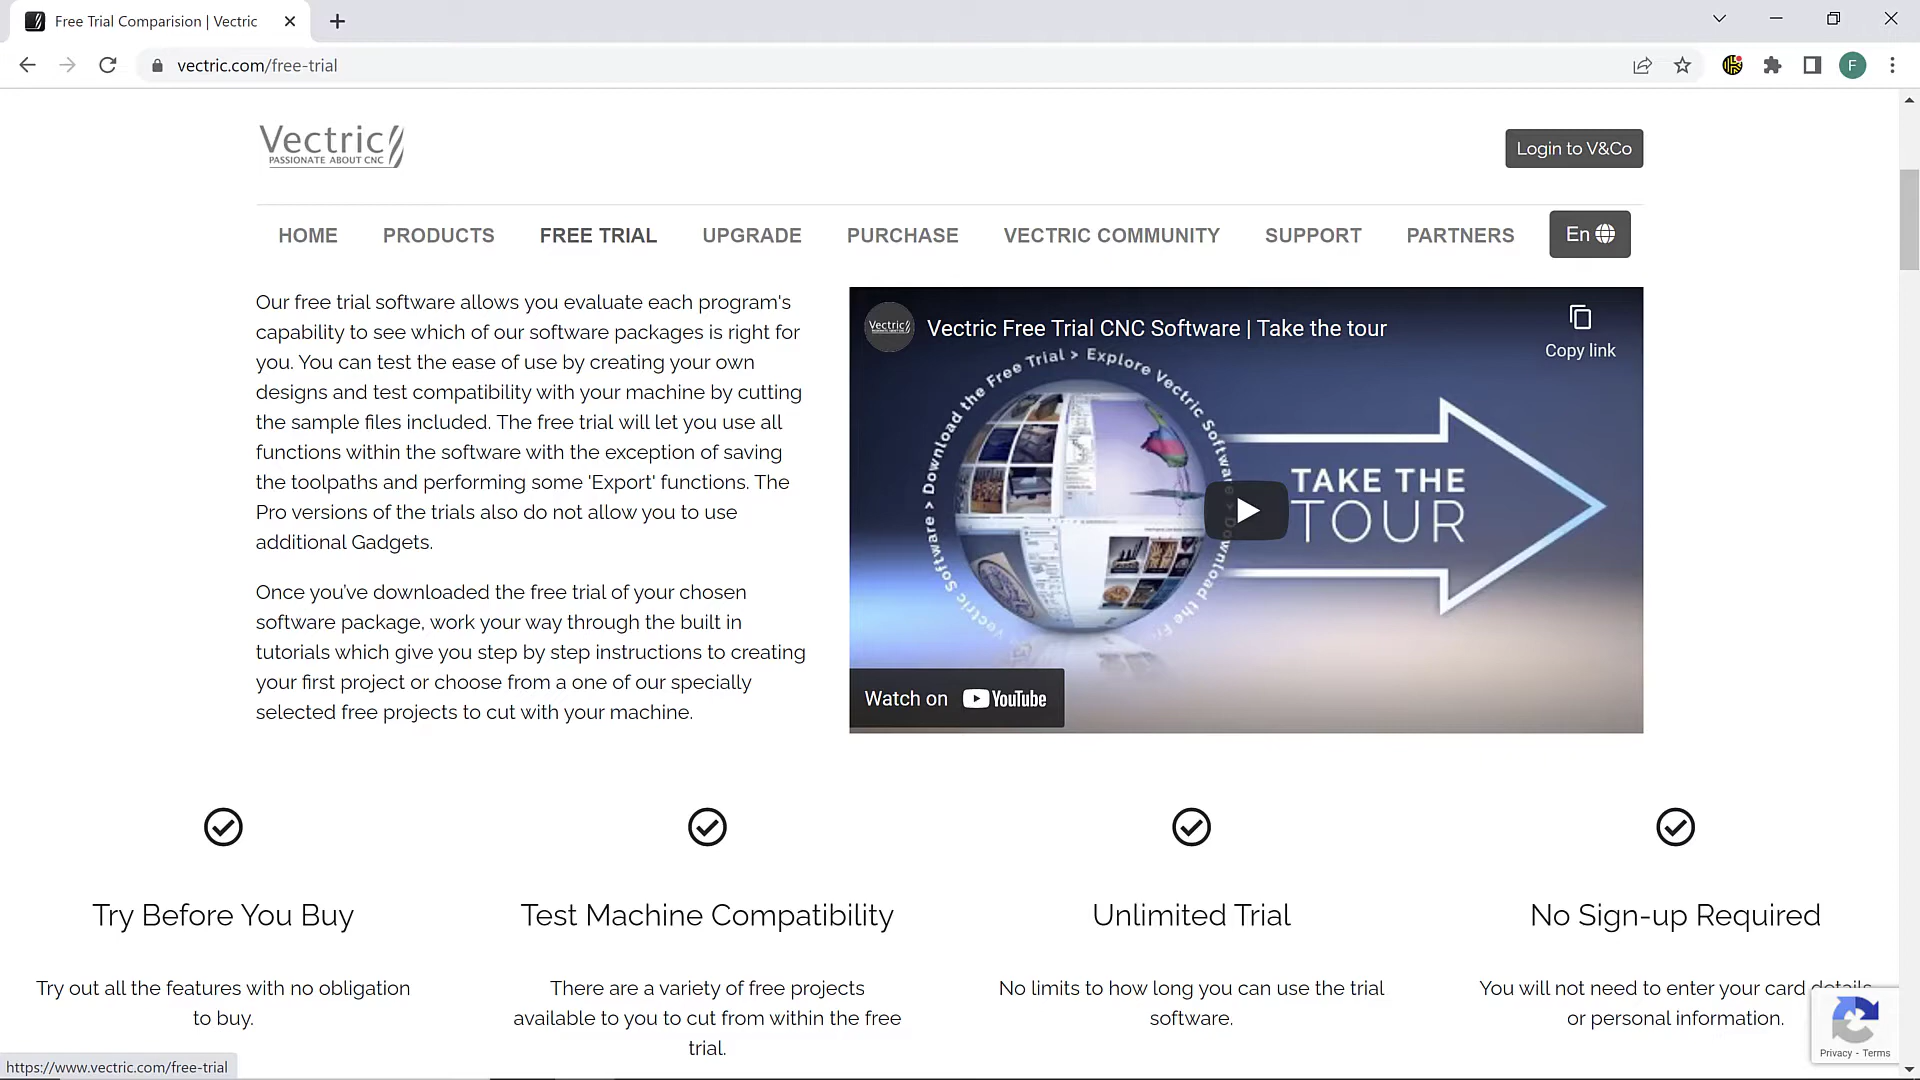 Free Trial Comparision | Vectric
vectric.com/free-trial
F
Vectric
PASSIONATE ABOUT CNC
Login to V&Co
HOME
PRODUCTS
FREE TRIAL
UPGRADE
PURCHASE
VECTRIC COMMUNITY
SUPPORT
PARTNERS
En
Our free trial software allows you evaluate each program's
capability to see which of our software packages is right for
you. You can test the ease of use by creating your own
designs and test compatibility with your machine by cutting
the sample files included. The free trial will let you use all
functions within the software with the exception of saving
the toolpaths and performing some 'Export' functions. The
Pro versions of the trials also do not allow you to use
additional Gadgets.
Once you've downloaded the free trial of your chosen
software package, work your way through the built in
tutorials which give you step by step instructions to creating
your first project or choose from a one of our specially
selected free projects to cut with your machine.
Vectric
Vectric Free Trial CNC Software | Take the tour
Copy link
Download the Free Trial > Explore Vectric Software > Download the
Software >
TAKE THE
TOUR
Watch on YouTube
Try Before You Buy
Try out all the features with no obligation
to buy.
Test Machine Compatibility
There are a variety of free projects
available to you to cut from within the free
trial.
Unlimited Trial
No limits to how long you can use the trial
software.
No Sign-up Required
You will not need to enter your card details
or personal information.
Privacy - Terms
https://www.vectric.com/free-trial